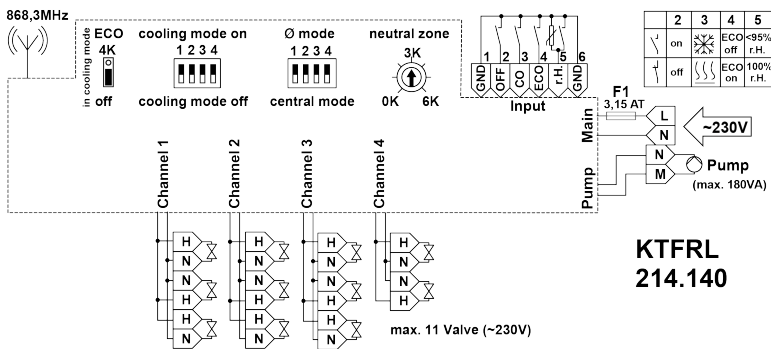 868,3MHz
in cooling mode
ECO
4K
off
cooling mode on
1 2 3 4
cooling mode off
Ø mode
1 2 3 4
central mode
neutral zone
3K
0K 6K
1 2 3 4 5 6
GND OFF CO ECO r.H. GND
Input
2 3 4 5
on ECO off <95% r.H.
off ECO on 100% r.H.
F1
3,15 AT
Main
L
N
~230V
Pump
N
M
Pump
(max. 180VA)
Channel 1
Channel 2
Channel 3
Channel 4
H H H H
N N N N
N N N N
H H H H
H H H
N N N
max. 11 Valve (~230V)
KTFRL
214.140